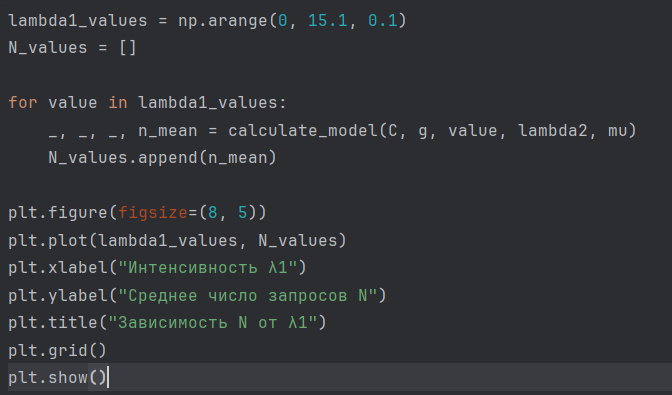 lambda1_values = np.arange(0, 15.1, 0.1)
N_values = []
for value in lambda1_values:
    _, _, _, n_mean = calculate_model(C, g, value, lambda2, mu)
    N_values.append(n_mean)
plt.figure(figsize=(8, 5))
plt.plot(lambda1_values, N_values)
plt.xlabel("Интенсивность λ1")
plt.ylabel("Среднее число запросов N")
plt.title("Зависимость N от λ1")
plt.grid()
plt.show()